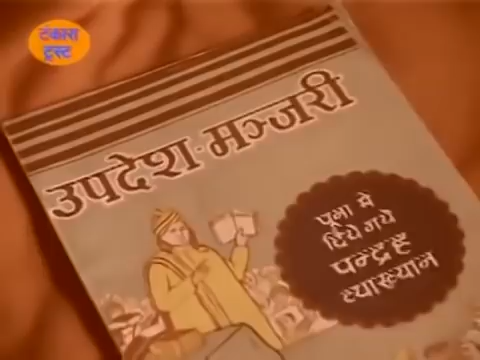 टंकारा
ट्रस्ट
उपदेश-मञ्जरी
पूना में
दिये गये
पन्द्रह
व्याख्यान